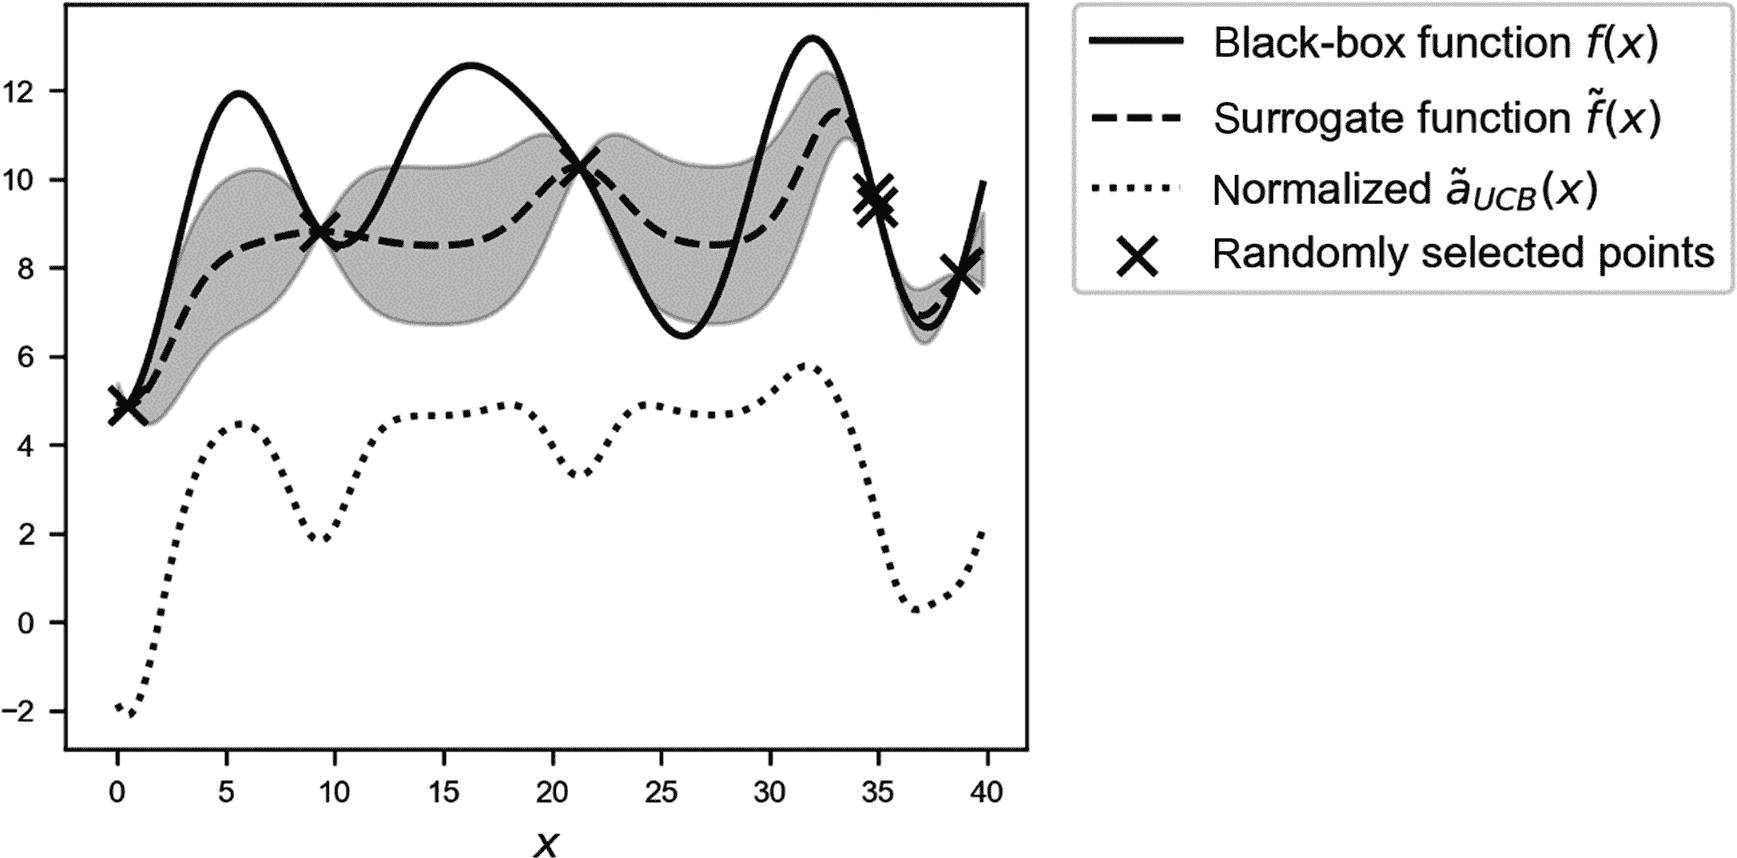 12
10
8
6
4
2
0
−2
0 5 10 15 20 25 30 35 40
x
Black-box function f(x)
Surrogate function f̃(x)
Normalized ã_UCB(x)
Randomly selected points